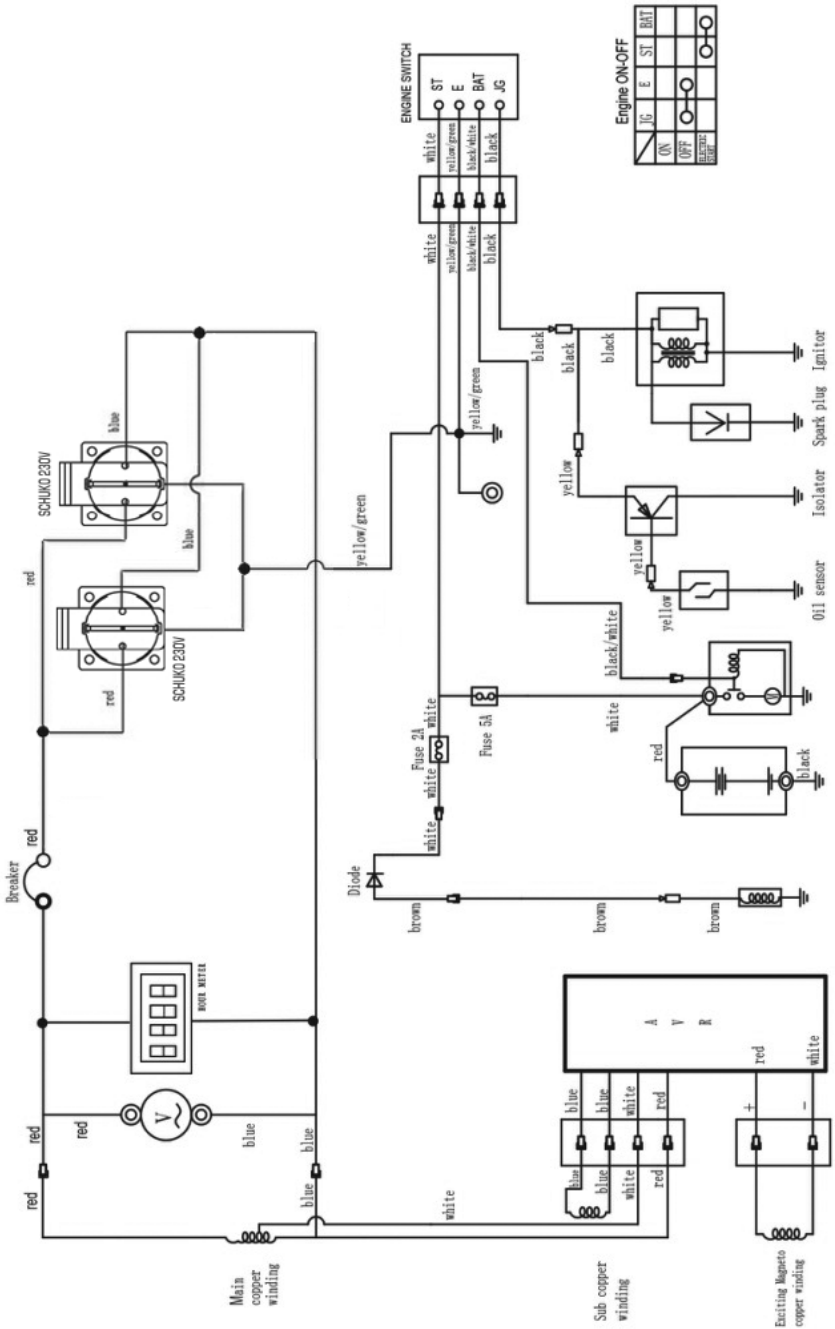 ENGINE SWITCH
ST
E
BAT
JG
white
yellow/green
black/white
black
white
yellow/green
black/white
black
Engine ON-OFF
JG
E
ST
BAT
ON
OFF
ELECTRIC START
SCHUKO 230V
blue
red
SCHUKO 230V
blue
red
yellow/green
yellow/green
Breaker
red
HOUR METER
red
red
V
blue
blue
red
blue
white
Main
copper
winding
Fuse 2A
white
white
white
Fuse 5A
white
Diode
brown
brown
brown
black/white
red
black
black
black
black
yellow
yellow
yellow
Ignitor
Spark plug
Isolator
Oil sensor
A V R
blue
blue
white
red
red
white
blue
blue
white
red
+
-
Sub copper
winding
Exciting Magneto
copper winding